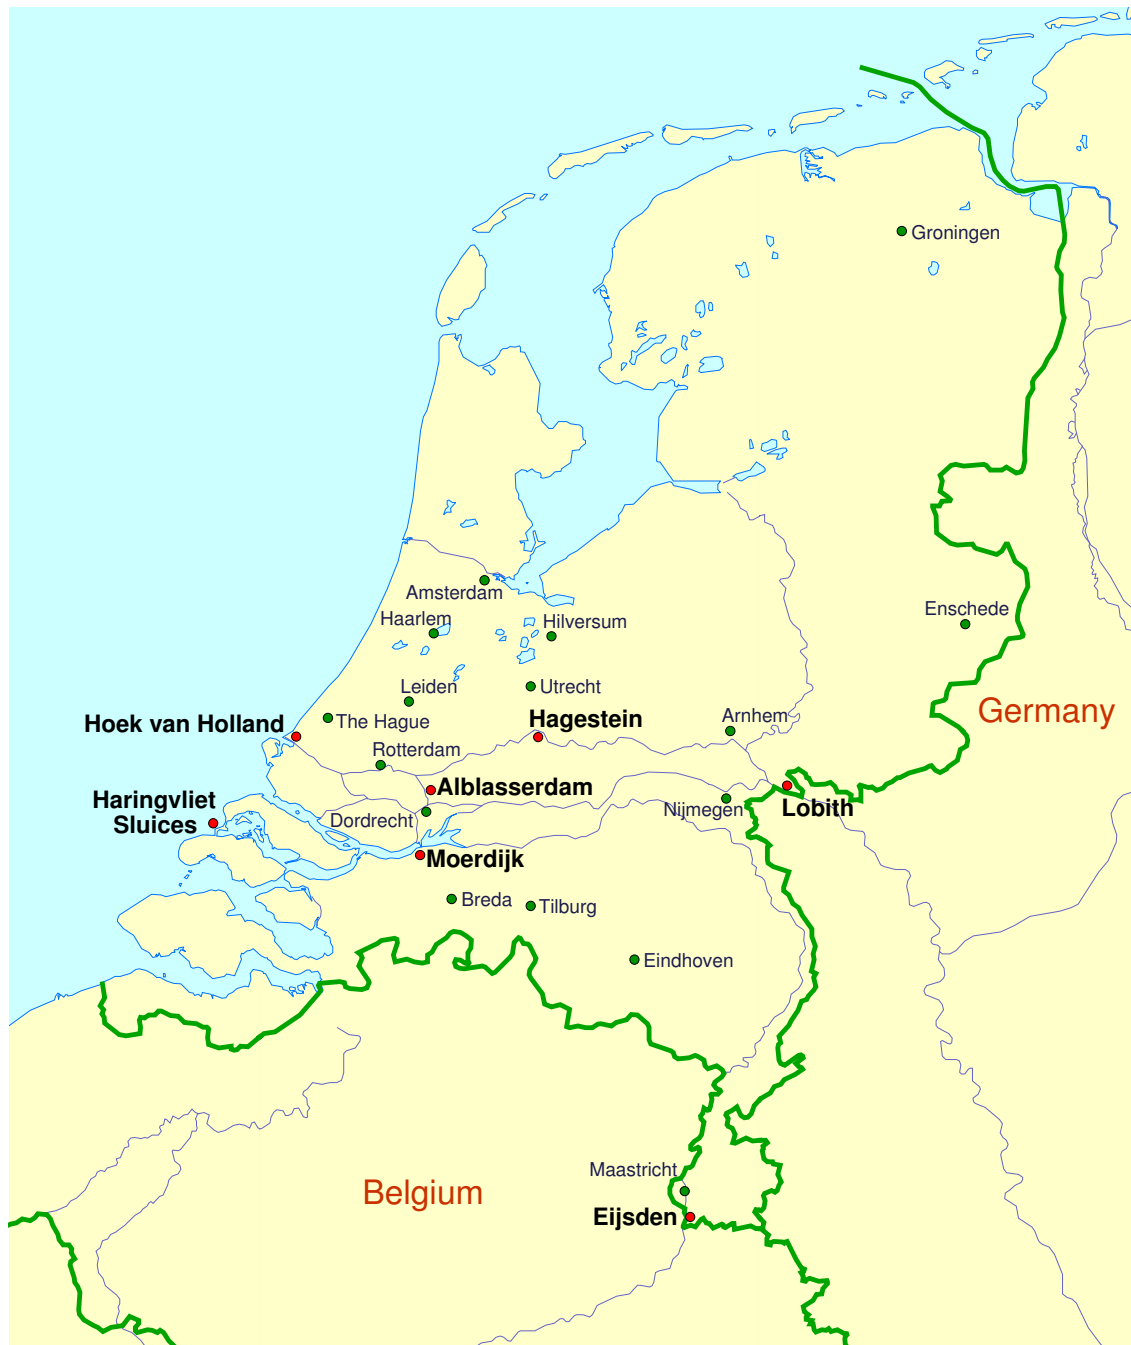 Groningen
Amsterdam
Haarlem
Hilversum
Enschede
Leiden
Utrecht
Germany
Hoek van Holland
The Hague
Hagestein
Arnhem
Rotterdam
Alblasserdam
Haringvliet
Sluices
Dordrecht
Nijmegen
Lobith
Moerdijk
Breda
Tilburg
Eindhoven
Maastricht
Belgium
Eijsden